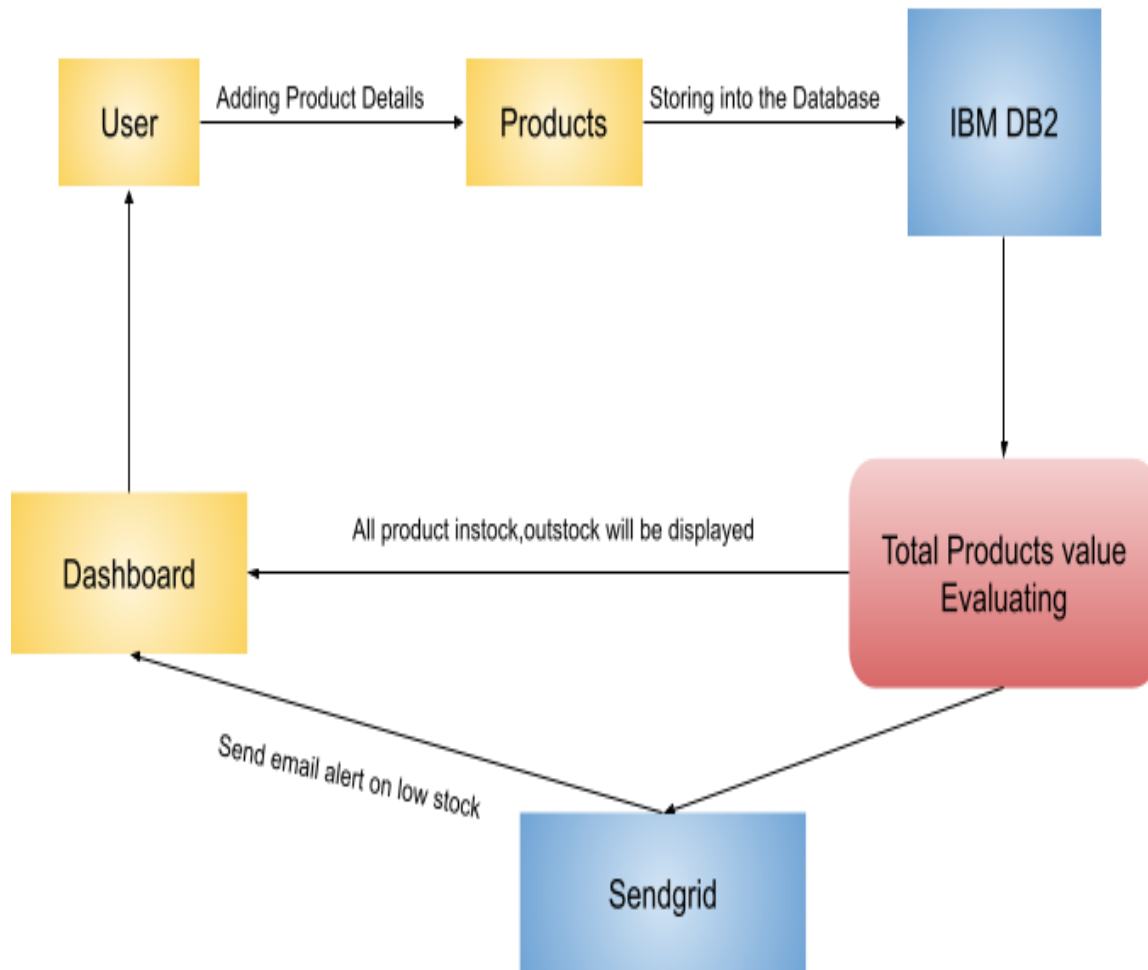 User
Adding Product Details
Products
Storing into the Database
IBM DB2
All product instock,outstock will be displayed
Dashboard
Total Products value
Evaluating
Send email alert on low stock
Sendgrid